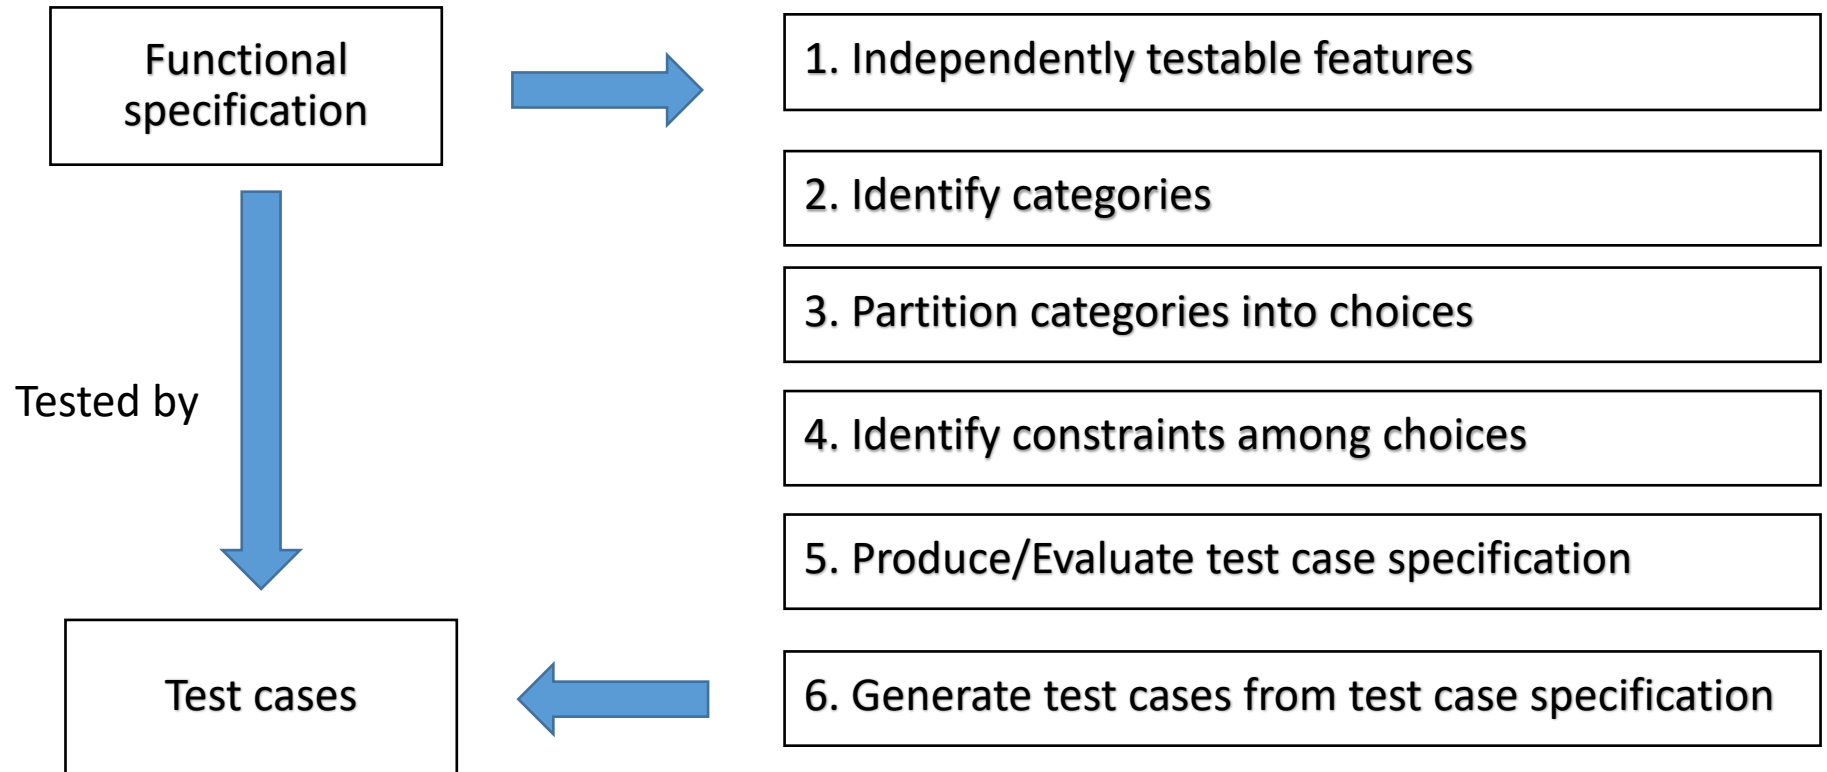 Functional
specification
1. Independently testable features
2. Identify categories
3. Partition categories into choices
Tested by
4. Identify constraints among choices
5. Produce/Evaluate test case specification
Test cases
6. Generate test cases from test case specification